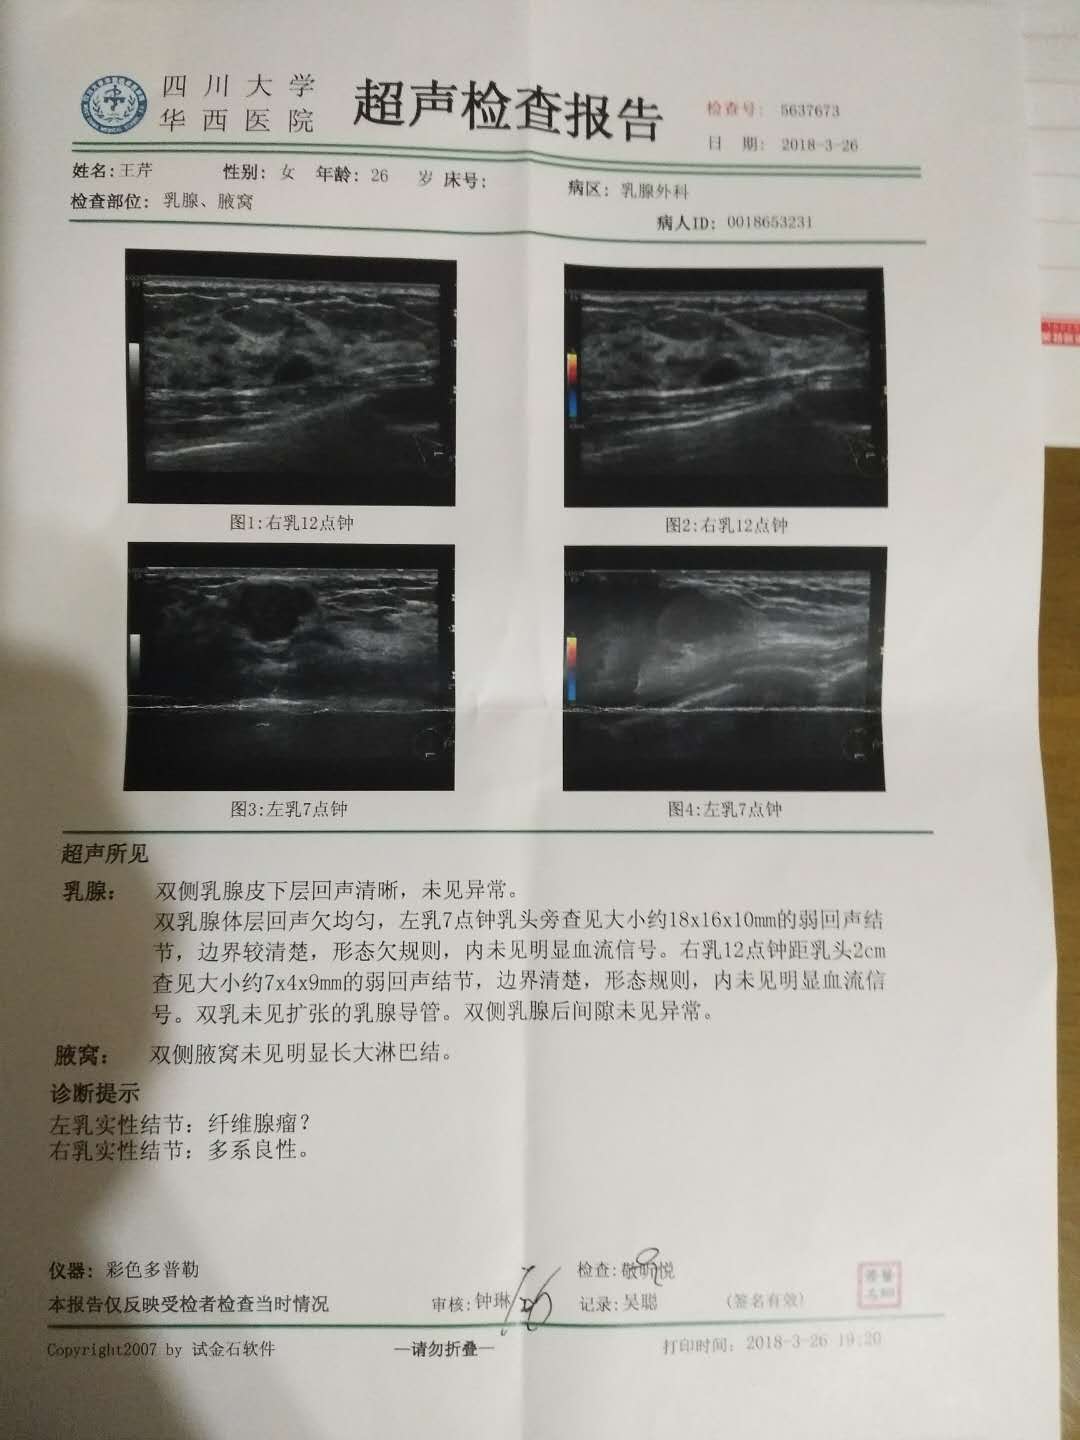 四川大学
华西医院
超声检查报告
检查号: 5637673
日 期: 2018-3-26
姓名:王芹 性别: 女 年龄: 26 岁 床号: 病区: 乳腺外科
检查部位: 乳腺、腋窝
病人ID: 0018653231
图1:右乳12点钟
图2:右乳12点钟
图3:左乳7点钟
图4:左乳7点钟
超声所见
乳腺: 双侧乳腺皮下层回声清晰，未见异常。
双乳腺体层回声欠均匀，左乳7点钟乳头旁查见大小约18x16x10mm的弱回声结
节，边界较清楚，形态欠规则，内未见明显血流信号。右乳12点钟距乳头2cm
查见大小约7x4x9mm的弱回声结节，边界清楚，形态规则，内未见明显血流信
号。双乳未见扩张的乳腺导管。双侧乳腺后间隙未见异常。
腋窝: 双侧腋窝未见明显长大淋巴结。
诊断提示
左乳实性结节: 纤维腺瘤?
右乳实性结节: 多系良性。
仪器: 彩色多普勒
检查:敬昕悦
本报告仅反映受检者检查当时情况 审核:钟琳 记录:吴聪 (签名有效)
Copyright2007 by 试金石软件 —请勿折叠— 打印时间: 2018-3-26 19:20